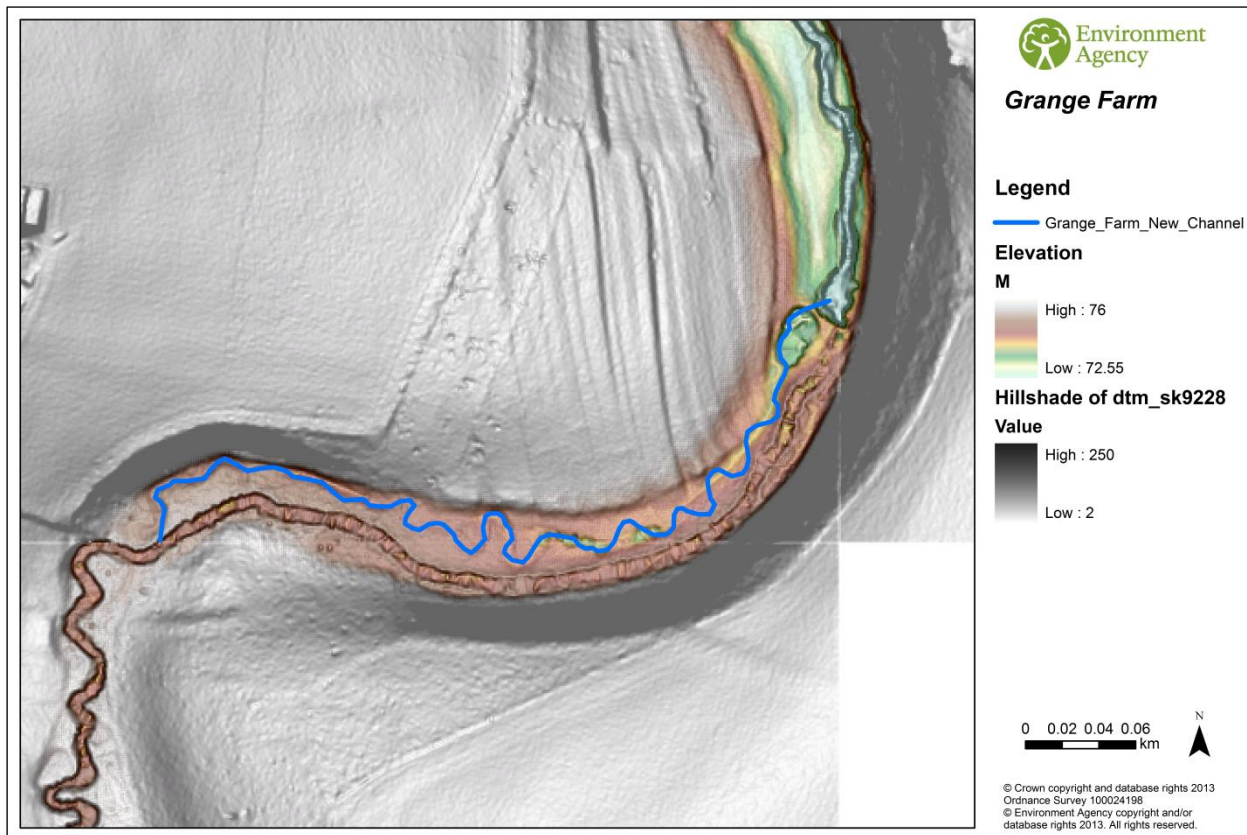 Environment
Agency
Grange Farm
Legend
Grange_Farm_New_Channel
Elevation
M
High : 76
Low : 72.55
Hillshade of dtm_sk9228
Value
High : 250
Low : 2
0 0.02 0.04 0.06
km
N
© Crown copyright and database rights 2013
Ordnance Survey 100024198
© Environment Agency copyright and/or
database rights 2013. All rights reserved.